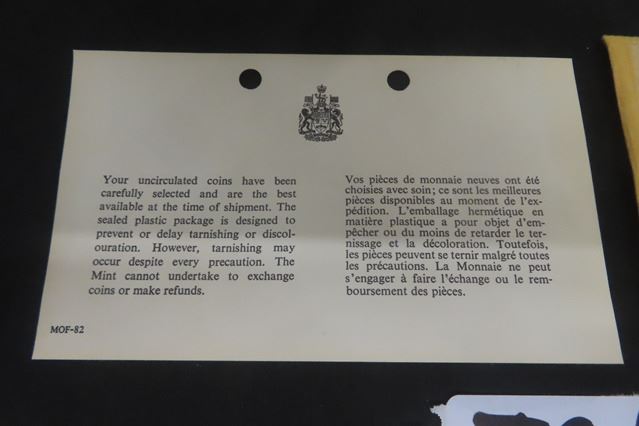 Your uncirculated coins have been
carefully selected and are the best
available at the time of shipment. The
sealed plastic package is designed to
prevent or delay tarnishing or discol-
ouration. However, tarnishing may
occur despite every precaution. The
Mint cannot undertake to exchange
coins or make refunds.
MOF-82
Vos pièces de monnaie neuves ont été
choisies avec soin; ce sont les meilleures
pièces disponibles au moment de l'ex-
pédition. L'emballage hermétique en
matière plastique a pour objet d'em-
pêcher ou du moins de retarder le ter-
nissage et la décoloration. Toutefois,
les pièces peuvent se ternir malgré toutes
les précautions. La Monnaie ne peut
s'engager à faire l'échange ou le rem-
boursement des pièces.